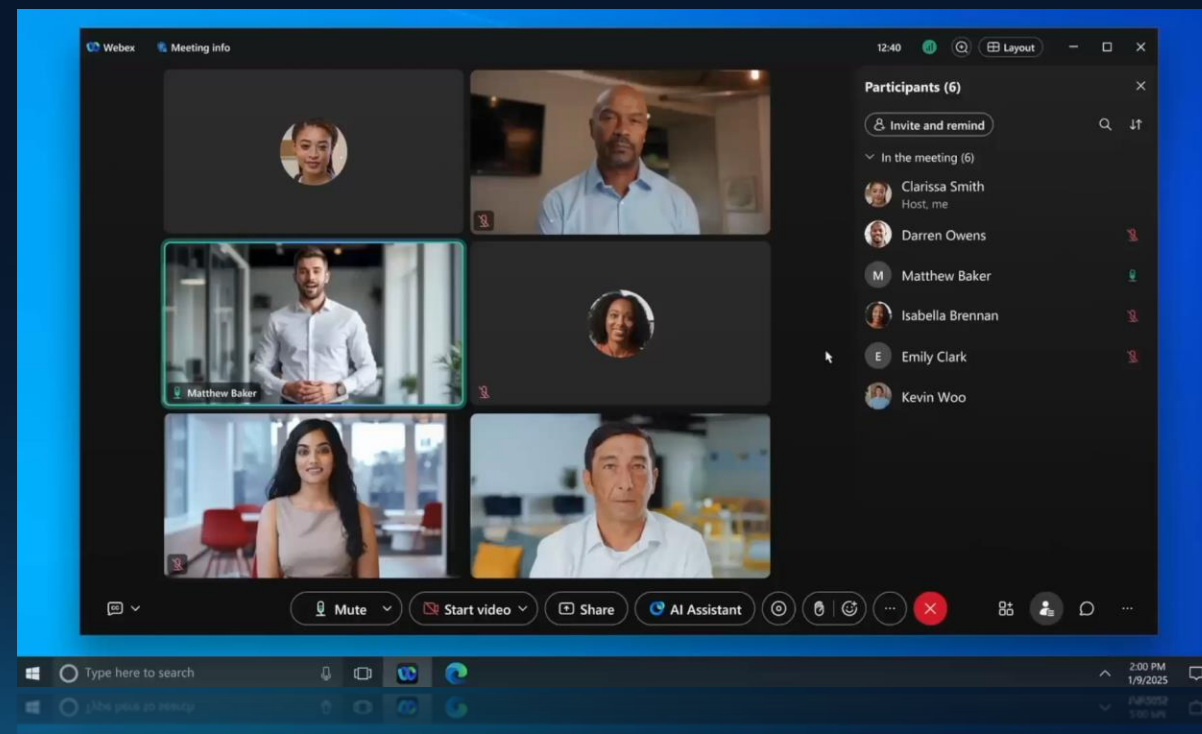 Webex Meeting info 12:40 Layout
Participants (6)
Invite and remind
In the meeting (6)
Clarissa Smith
Host, me
Darren Owens
M Matthew Baker
Isabella Brennan
E Emily Clark
Kevin Woo
Matthew Baker
CC Mute Start video Share AI Assistant
Type here to search 2:00 PM
1/9/2025